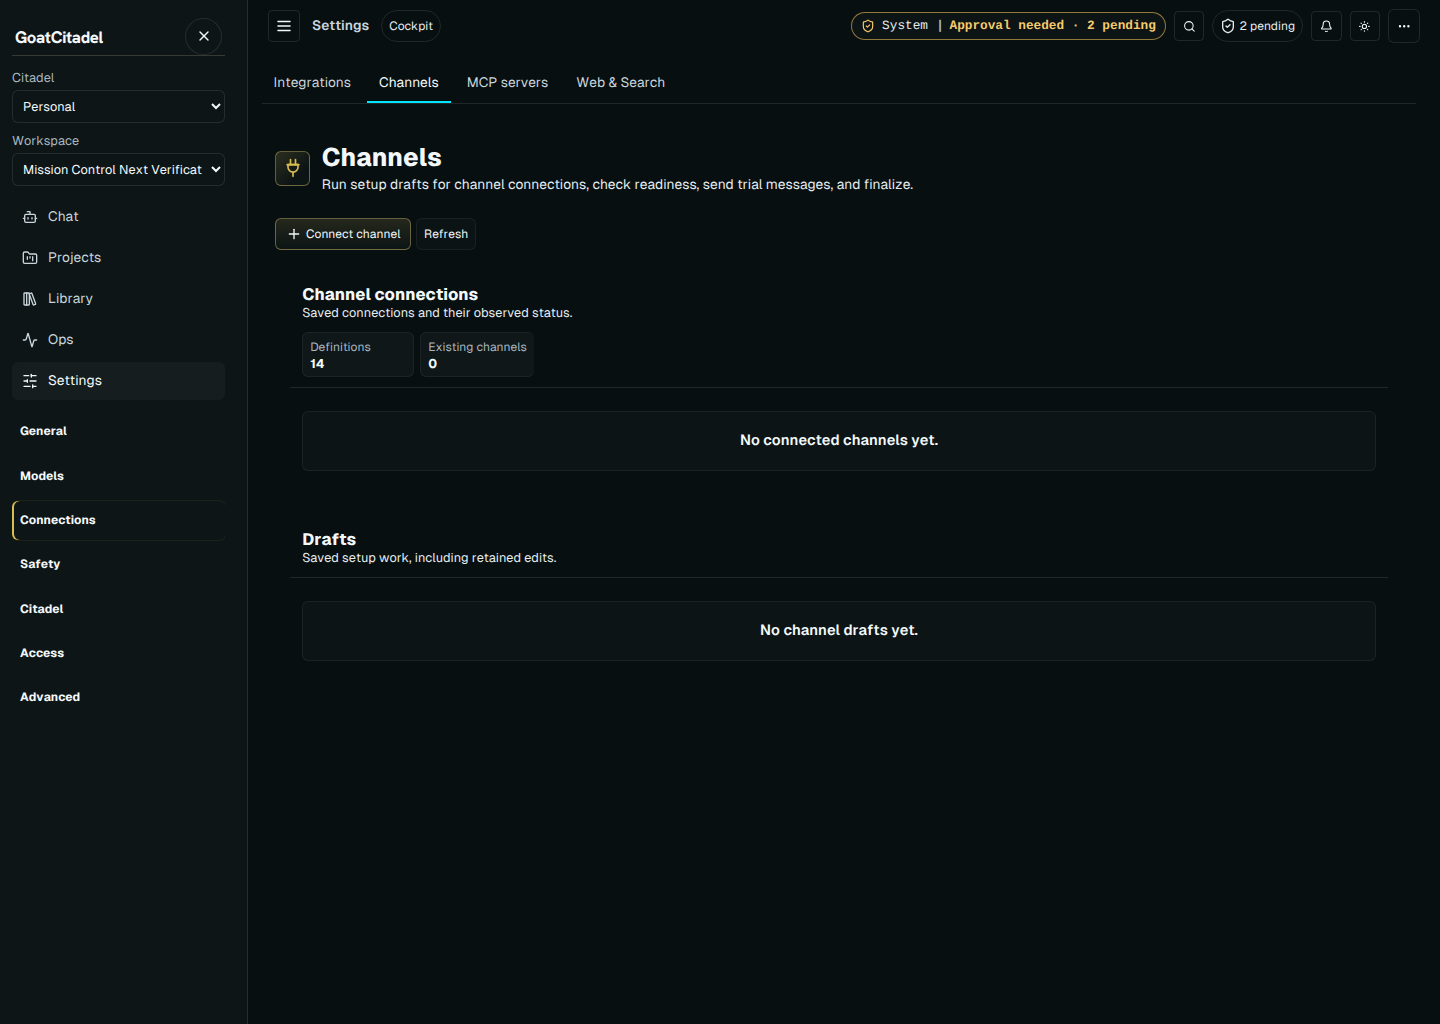 GoatCitadel
Citadel
Personal
Workspace
Mission Control Next Verificat
Chat
Projects
Library
Ops
Settings
General
Models
Connections
Safety
Citadel
Access
Advanced
Settings
Cockpit
System | Approval needed · 2 pending
2 pending
Integrations
Channels
MCP servers
Web & Search
Channels
Run setup drafts for channel connections, check readiness, send trial messages, and finalize.
Connect channel
Refresh
Channel connections
Saved connections and their observed status.
Definitions
14
Existing channels
0
No connected channels yet.
Drafts
Saved setup work, including retained edits.
No channel drafts yet.